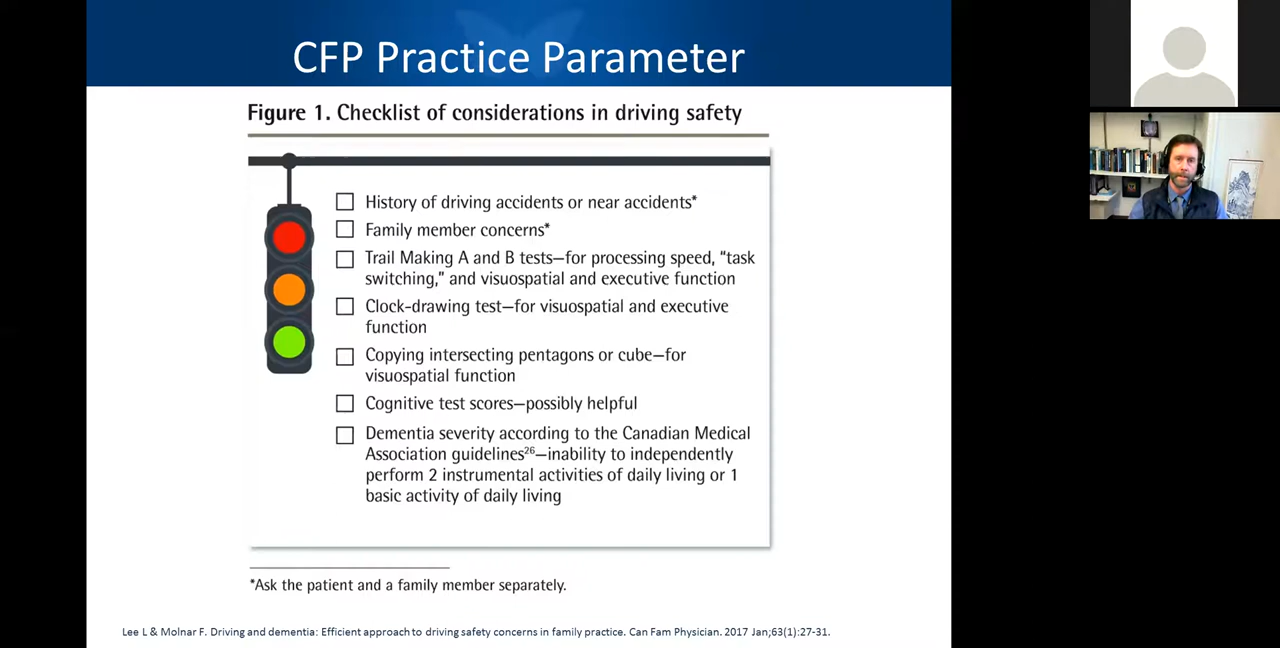 CFP Practice Parameter
Figure 1. Checklist of considerations in driving safety
History of driving accidents or near accidents*
Family member concerns*
Trail Making A and B tests—for processing speed, “task
switching,” and visuospatial and executive function
Clock-drawing test—for visuospatial and executive
function
Copying intersecting pentagons or cube—for
visuospatial function
Cognitive test scores—possibly helpful
Dementia severity according to the Canadian Medical
Association guidelines²⁶—inability to independently
perform 2 instrumental activities of daily living or 1
basic activity of daily living
*Ask the patient and a family member separately.
Lee L & Molnar F. Driving and dementia: Efficient approach to driving safety concerns in family practice. Can Fam Physician. 2017 Jan;63(1):27-31.